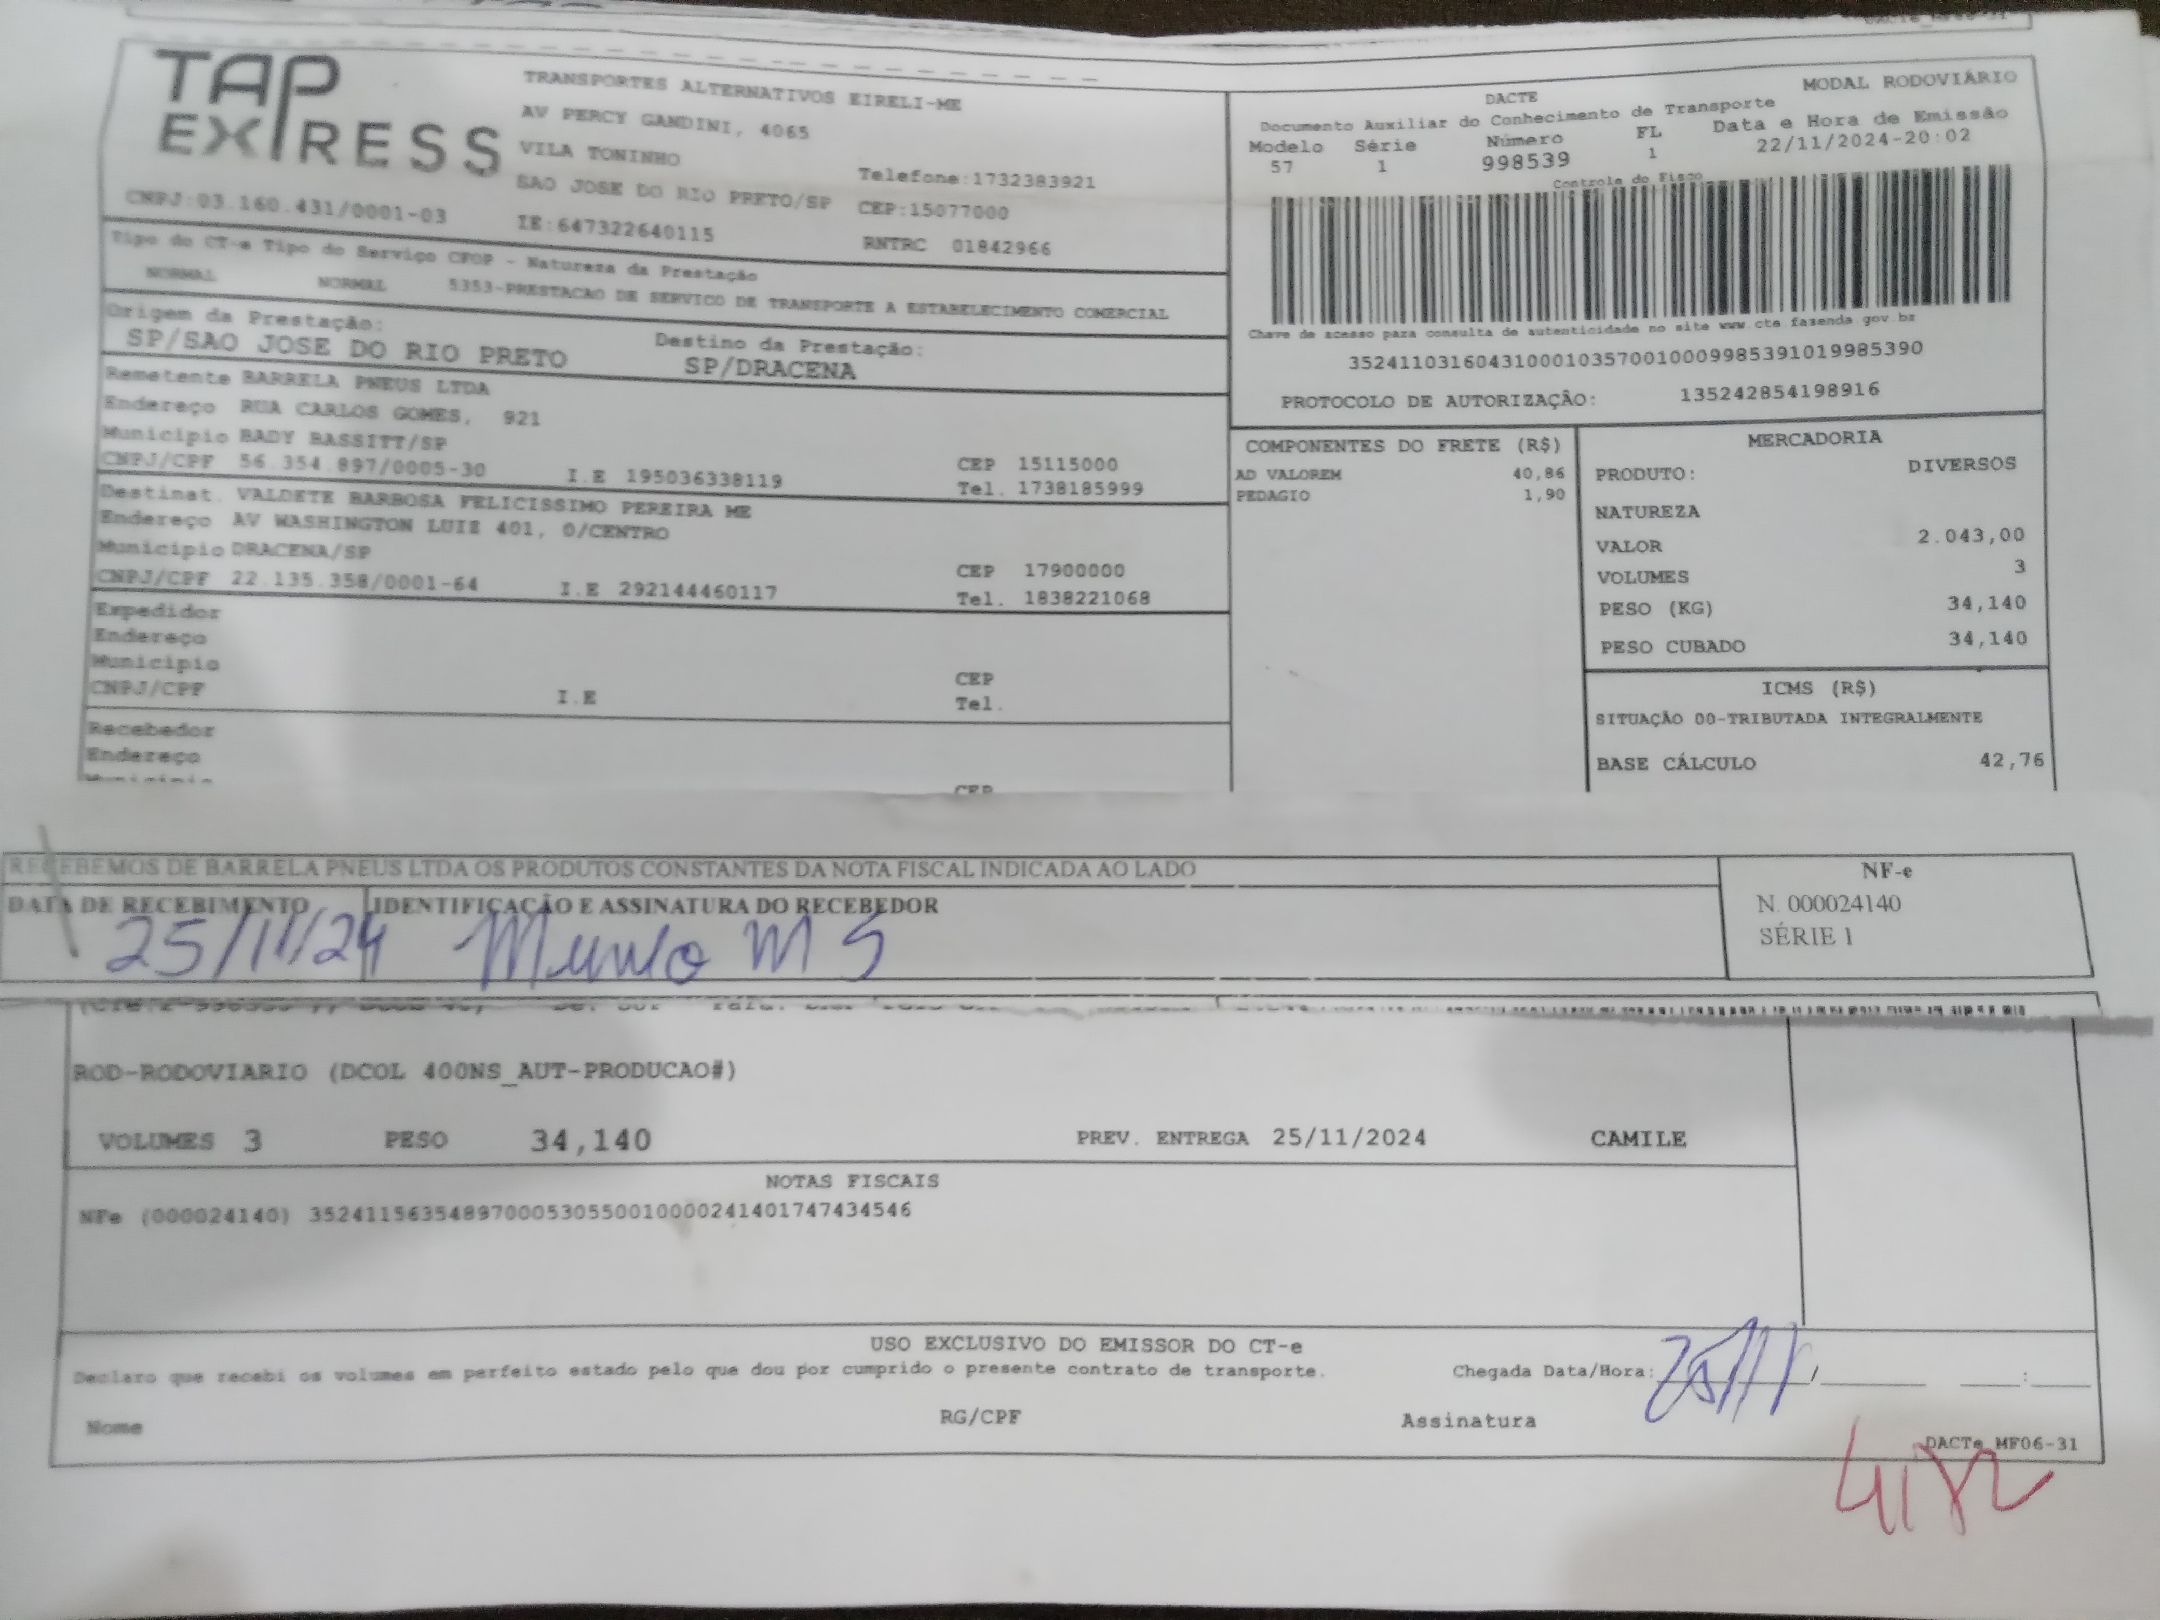 TAP
EXPRESS
TRANSPORTES ALTERNATIVOS EIRELI-ME
AV PERCY GANDINI, 4065
VILA TONINHO
Telefone:1732383921
SAO JOSE DO RIO PRETO/SP CEP:15077000
CNPJ:03.160.431/0001-03 IE:647322640115 RNTRC 01842966
DACTE MODAL RODOVIÁRIO
Documento Auxiliar do Conhecimento de Transporte
Modelo Série Número FL Data e Hora de Emissão
57 1 998539 1 22/11/2024-20:02
Controle do Fisco
Chave de acesso para consulta de autenticidade no site www.cte.fazenda.gov.br
35241103160431000103570010009985391019985390
PROTOCOLO DE AUTORIZAÇÃO: 135242854198916
Tipo do CT-e Tipo do Serviço CFOP - Natureza da Prestação
NORMAL NORMAL 5353-PRESTACAO DE SERVICO DE TRANSPORTE A ESTABELECIMENTO COMERCIAL
Origem da Prestação: Destino da Prestação:
SP/SAO JOSE DO RIO PRETO SP/DRACENA
Remetente BARRELA PNEUS LTDA
Endereço RUA CARLOS GOMES, 921
Municipio BADY BASSITT/SP CEP 15115000
CNPJ/CPF 56.354.897/0005-30 I.E 195036338119 Tel. 1738185999
Destinat. VALDETE BARBOSA FELICISSIMO PEREIRA ME
Endereço AV WASHINGTON LUIZ 401, 0/CENTRO
Municipio DRACENA/SP CEP 17900000
CNPJ/CPF 22.135.358/0001-64 I.E 292144460117 Tel. 1838221068
Expedidor
Endereço
Municipio CEP
CNPJ/CPF I.E Tel.
Recebedor
Endereço
Municipio CEP
COMPONENTES DO FRETE (R$)
AD VALOREM 40,86
PEDAGIO 1,90
MERCADORIA
PRODUTO: DIVERSOS
NATUREZA
VALOR 2.043,00
VOLUMES 3
PESO (KG) 34,140
PESO CUBADO 34,140
ICMS (R$)
SITUAÇÃO 00-TRIBUTADA INTEGRALMENTE
BASE CÁLCULO 42,76
RECEBEMOS DE BARRELA PNEUS LTDA OS PRODUTOS CONSTANTES DA NOTA FISCAL INDICADA AO LADO
DATA DE RECEBIMENTO IDENTIFICAÇÃO E ASSINATURA DO RECEBEDOR
25/11/24 M S
NF-e
N. 000024140
SÉRIE 1
ROD-RODOVIARIO (DCOL 400NS_AUT-PRODUCAO#)
VOLUMES 3 PESO 34,140 PREV. ENTREGA 25/11/2024 CAMILE
NOTAS FISCAIS
NFe (000024140) 35241156354897000530550010000241401747434546
USO EXCLUSIVO DO EMISSOR DO CT-e
Declaro que recebi os volumes em perfeito estado pelo que dou por cumprido o presente contrato de transporte. Chegada Data/Hora: 25/11/
Nome RG/CPF Assinatura
DACTe MF06-31